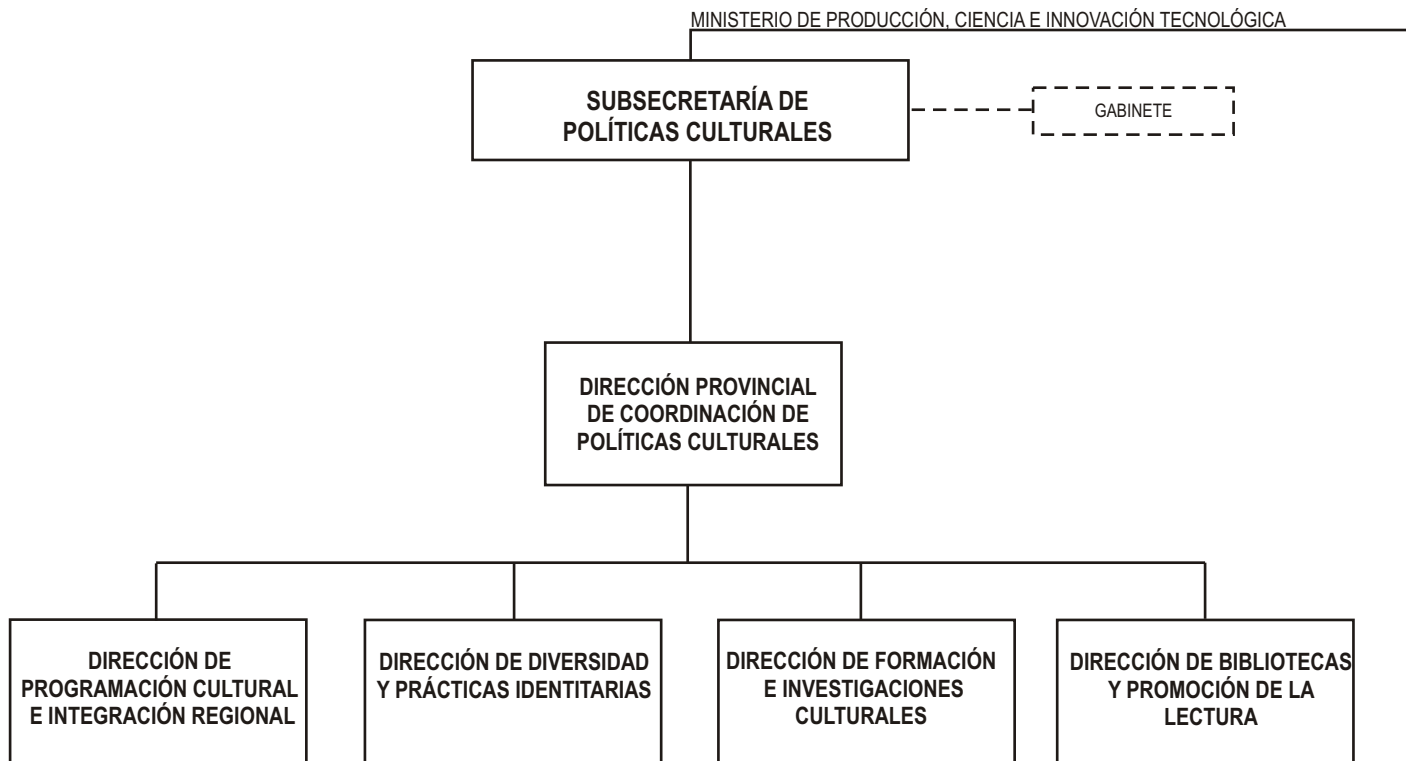 MINISTERIO DE PRODUCCIÓN, CIENCIA E INNOVACIÓN TECNOLÓGICA
SUBSECRETARÍA DE
POLÍTICAS CULTURALES
GABINETE
DIRECCIÓN PROVINCIAL
DE COORDINACIÓN DE
POLÍTICAS CULTURALES
DIRECCIÓN DE
PROGRAMACIÓN CULTURAL
E INTEGRACIÓN REGIONAL
DIRECCIÓN DE DIVERSIDAD
Y PRÁCTICAS IDENTITARIAS
DIRECCIÓN DE FORMACIÓN
E INVESTIGACIONES
CULTURALES
DIRECCIÓN DE BIBLIOTECAS
Y PROMOCIÓN DE LA
LECTURA